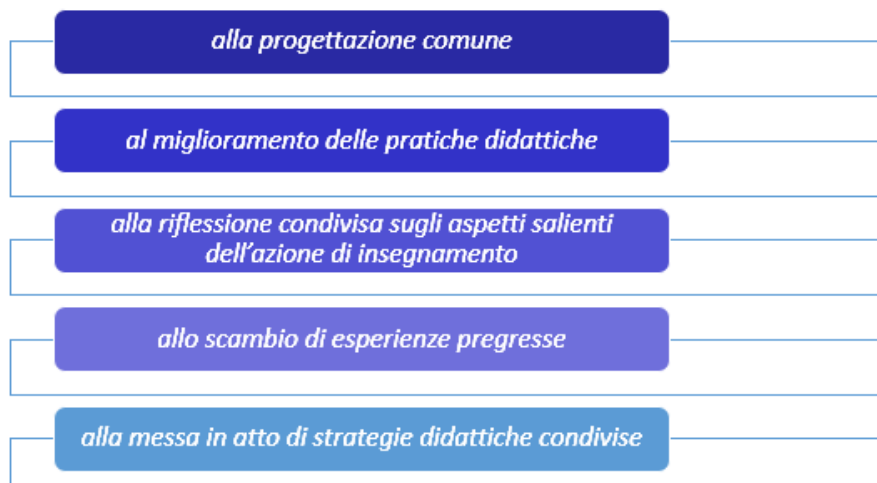 alla progettazione comune
al miglioramento delle pratiche didattiche
alla riflessione condivisa sugli aspetti salienti
dell'azione di insegnamento
allo scambio di esperienze pregresse
alla messa in atto di strategie didattiche condivise